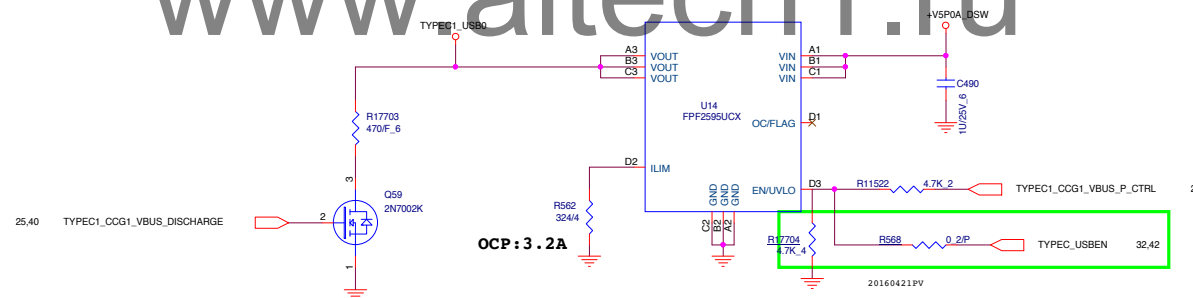 www.aitech1.ru
TYPEC1_USB0
+V5P0A_DSW
A3 VOUT
B3 VOUT
C3 VOUT
VIN A1
VIN B1
VIN C1
C490
1U/25V_6
U14
FPF2595UCX
OC/FLAG D1
R17703
470/F_6
D2 ILIM
EN/UVLO D3
R11522 4.7K_2 TYPEC1_CCG1_VBUS_P_CTRL 2
GND GND GND
C2 B2 A2
3
Q59
2N7002K
25,40 TYPEC1_CCG1_VBUS_DISCHARGE 2
1
R562
324/4
OCP:3.2A
R17704
4.7K_4
R568 0_2/P TYPEC_USBEN 32,42
20160421PV